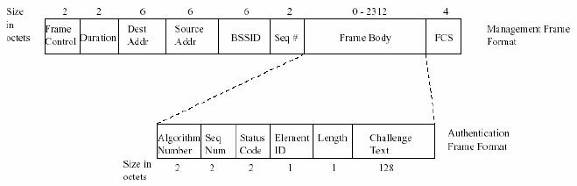 Size in octets
2 2 6 6 6 2 0 - 2312 4
Frame Control
Duration
Dest Addr
Source Addr
BSSID
Seq #
Frame Body
FCS
Management Frame Format
Algorithm Number
Seq Num
Status Code
Element ID
Length
Challenge Text
Authentication Frame Format
Size in octets
2 2 2 1 1 128